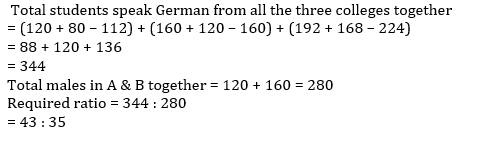 Total students speak German from all the three colleges together
= (120 + 80 – 112) + (160 + 120 – 160) + (192 + 168 – 224)
= 88 + 120 + 136
= 344
Total males in A & B together = 120 + 160 = 280
Required ratio = 344 : 280
= 43 : 35